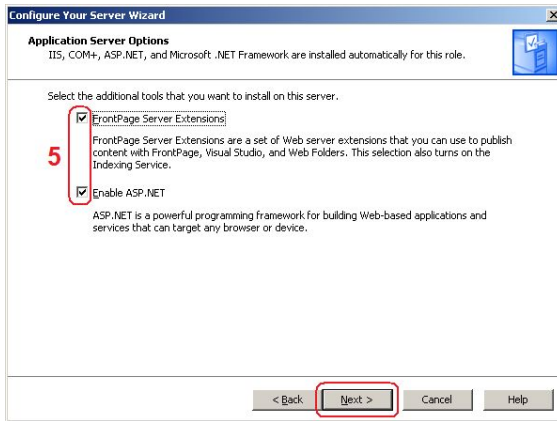 Configure Your Server Wizard
Application Server Options
IIS, COM+, ASP.NET, and Microsoft .NET Framework are installed automatically for this role.
Select the additional tools that you want to install on this server.
FrontPage Server Extensions
FrontPage Server Extensions are a set of Web server extensions that you can use to publish
content with FrontPage, Visual Studio, and Web Folders. This selection also turns on the
Indexing Service.
5
Enable ASP.NET
ASP.NET is a powerful programming framework for building Web-based applications and
services that can target any browser or device.
< Back Next > Cancel Help